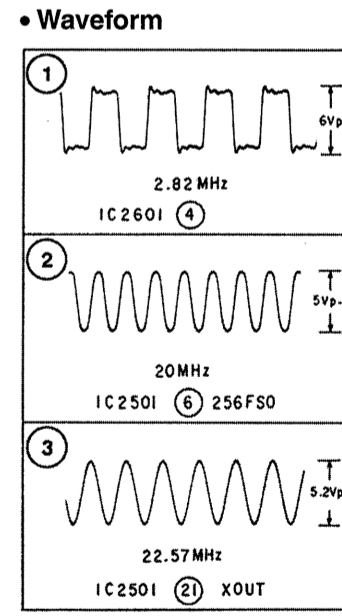 • Waveform
1
6Vp
2.82 MHz
IC2601 4
2
5Vp-
20MHz
IC2501 6 256FSO
3
5.2Vp
22.57MHz
IC2501 21 XOUT